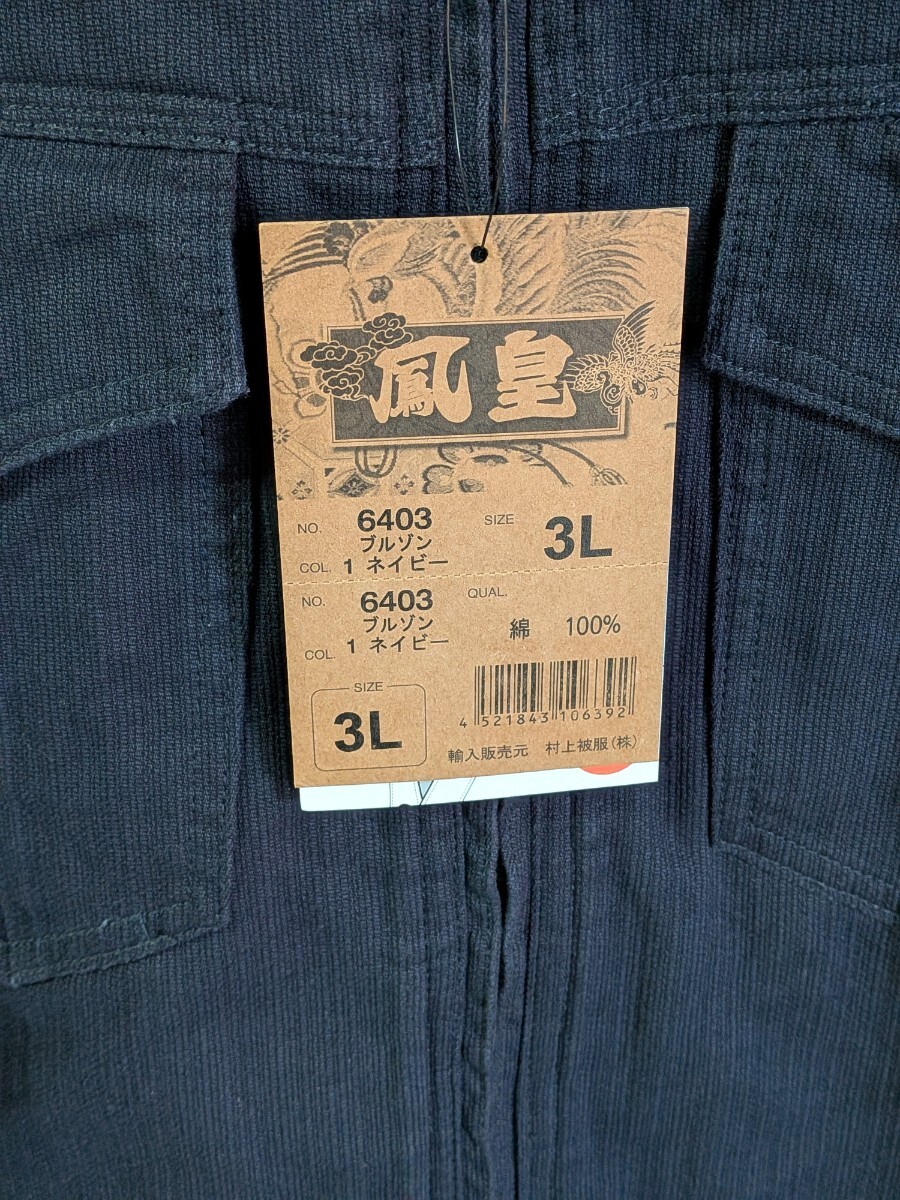 鳳皇
NO. 6403 SIZE 3L
ブルゾン
COL. 1 ネイビー
NO. 6403 QUAL.
ブルゾン 綿 100%
COL. 1 ネイビー
SIZE
3L
4 521843 106392
輸入販売元 村上被服(株)